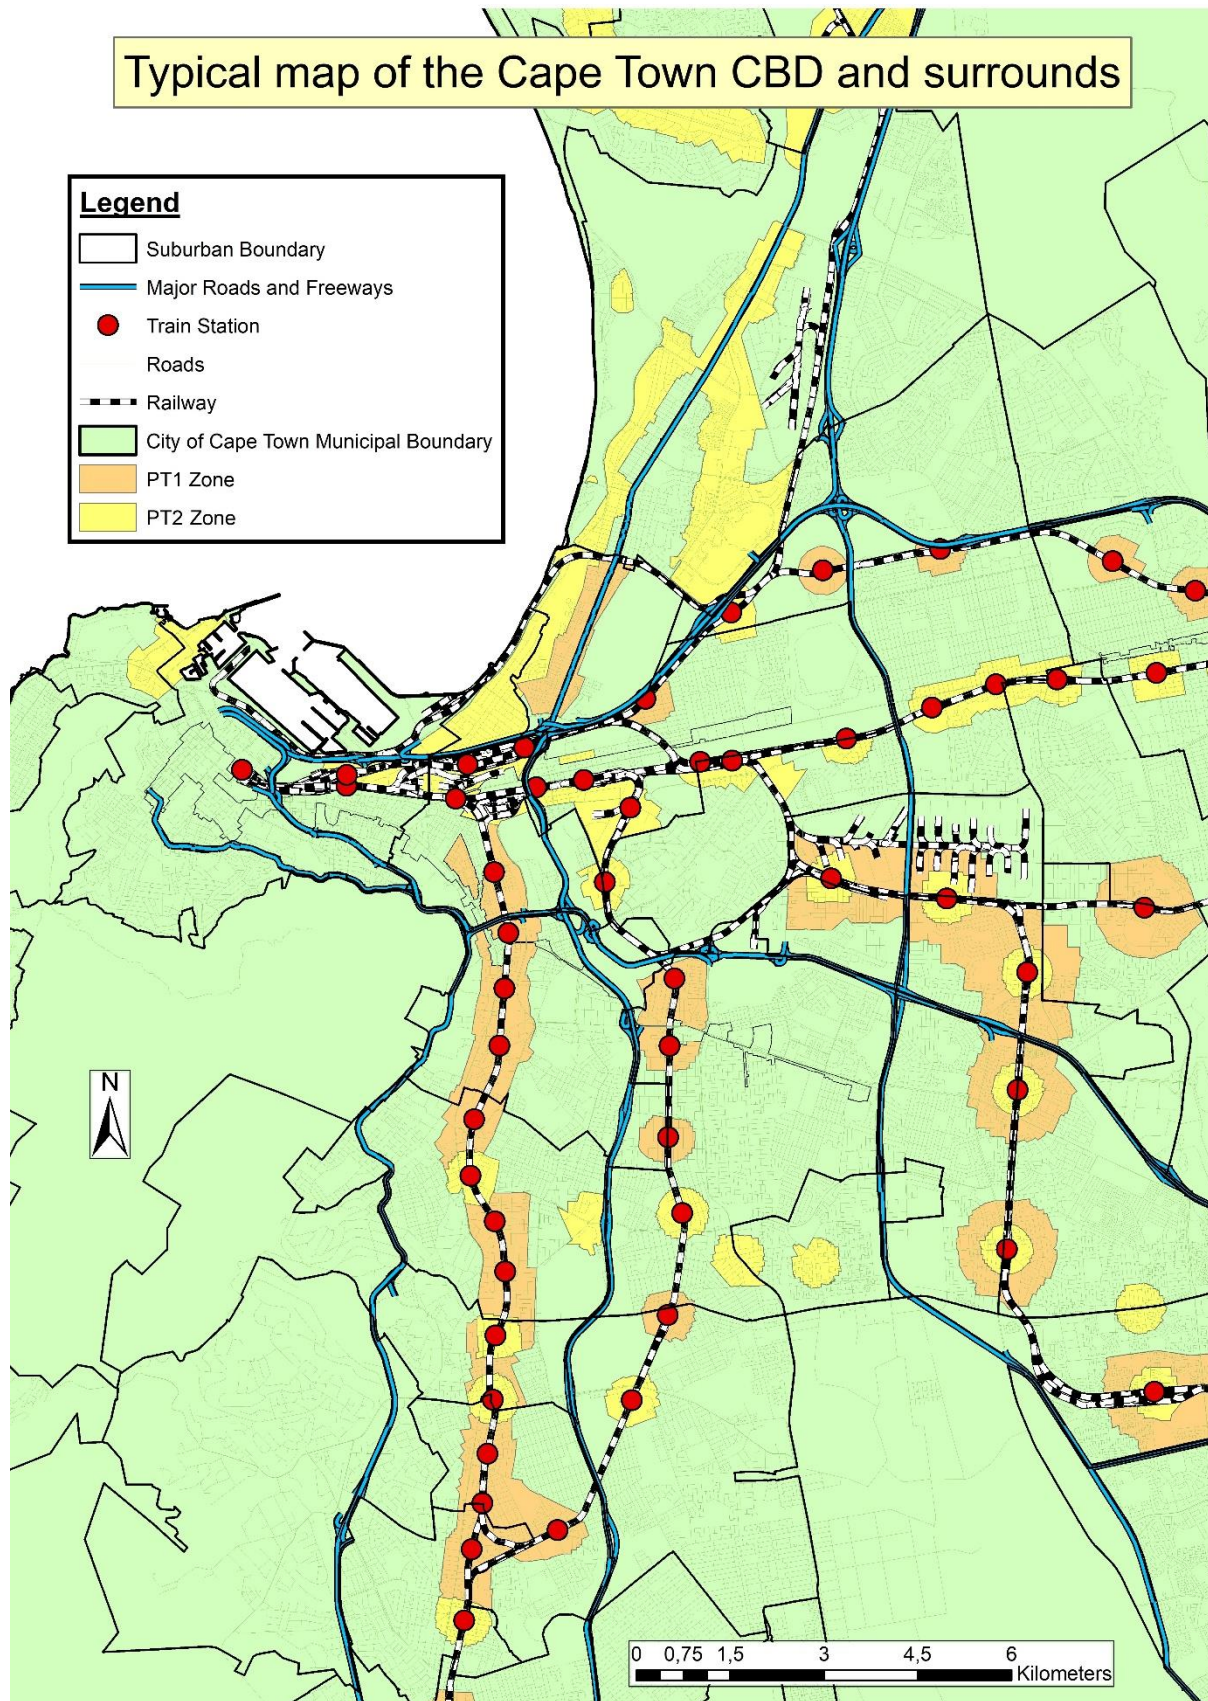 Typical map of the Cape Town CBD and surrounds
Legend
Suburban Boundary
Major Roads and Freeways
Train Station
Roads
Railway
City of Cape Town Municipal Boundary
PT1 Zone
PT2 Zone
N
0 0,75 1,5 3 4,5 6
Kilometers